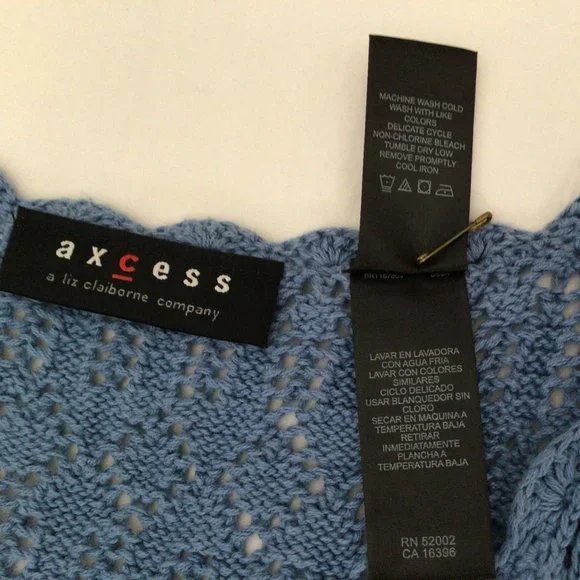 axcess
a liz claiborne company
MACHINE WASH COLD
WASH WITH LIKE
COLORS
DELICATE CYCLE
NON-CHLORINE BLEACH
TUMBLE DRY LOW
REMOVE PROMPTLY
COOL IRON
LAVAR EN LAVADORA
CON AGUA FRIA
LAVAR CON COLORES
SIMILARES
CICLO DELICADO
USAR BLANQUEDOR SIN
CLORO
SECAR EN MAQUINA A
TEMPERATURA BAJA
RETIRAR
INMEDIATAMENTE
PLANCHA A
TEMPERATURA BAJA
RN 52002
CA 16396